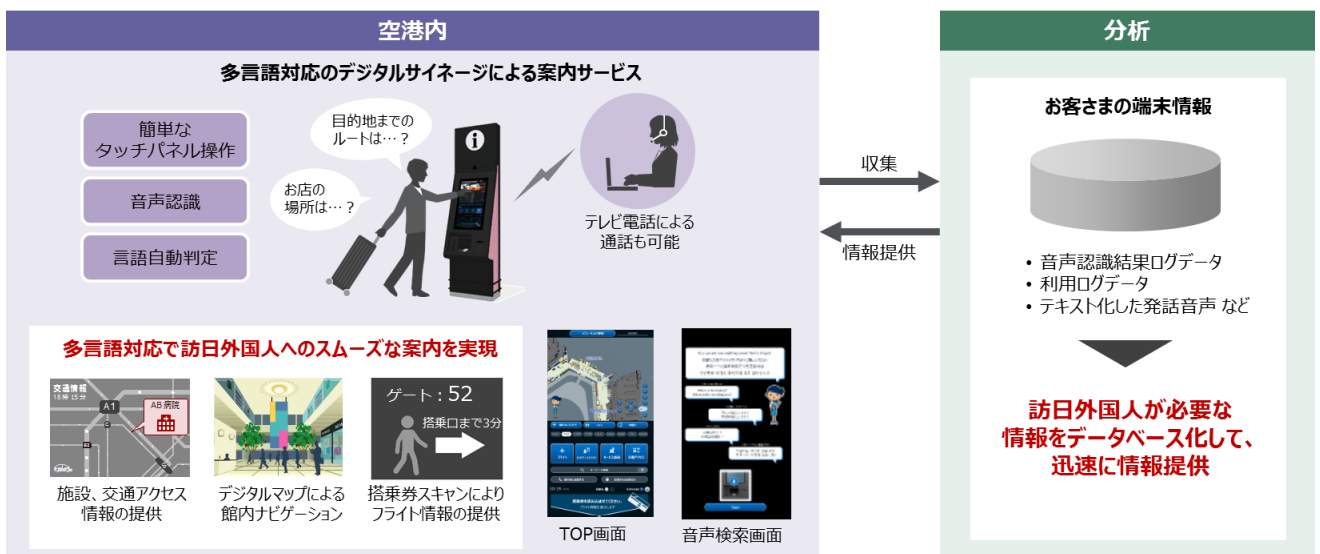 空港内
多言語対応のデジタルサイネージによる案内サービス
簡単な
タッチパネル操作
音声認識
言語自動判定
目的地までの
ルートは…？
お店の
場所は…？
テレビ電話による
通話も可能
多言語対応で訪日外国人へのスムーズな案内を実現
交通情報
18時15分
A1
AB病院
施設、交通アクセス
情報の提供
デジタルマップによる
館内ナビゲーション
ゲート：52
搭乗口まで3分
搭乗券スキャンにより
フライト情報の提供
TOP画面
音声検索画面
収集
情報提供
分析
お客さまの端末情報
• 音声認識結果ログデータ
• 利用ログデータ
• テキスト化した発話音声 など
訪日外国人が必要な
情報をデータベース化して、
迅速に情報提供